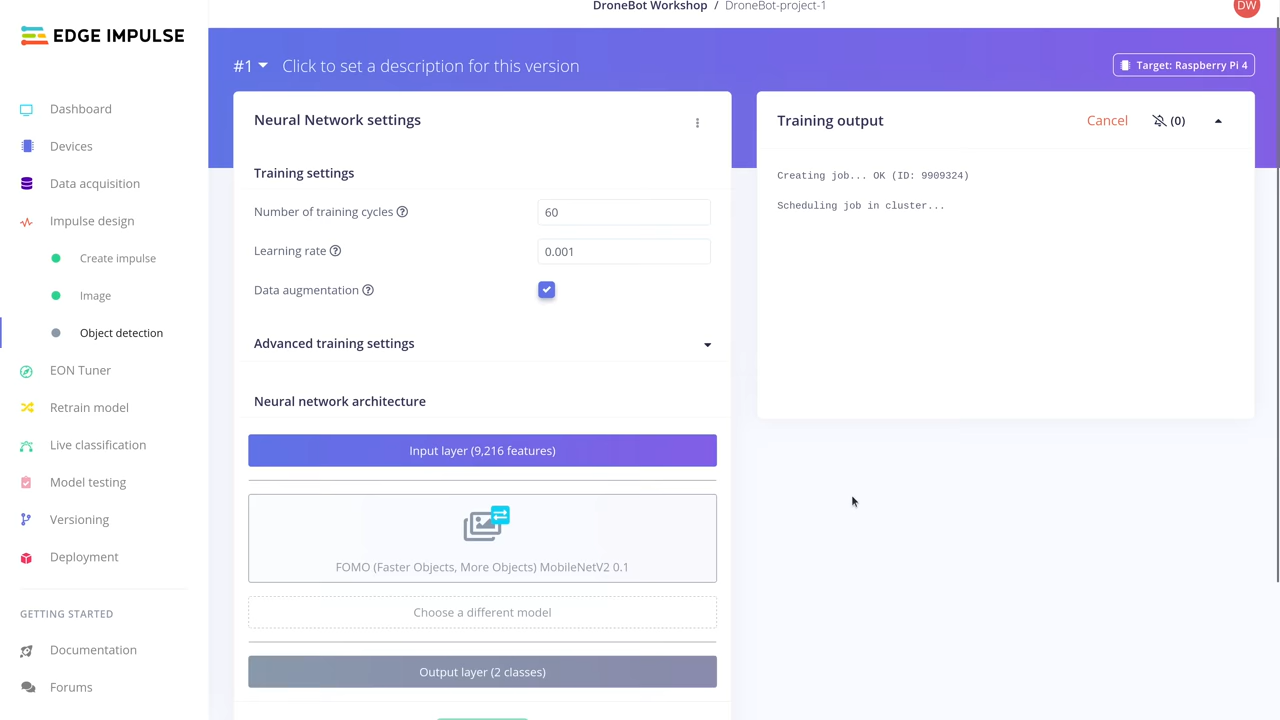 DroneBot Workshop / DroneBot-project-1
DW
EDGE IMPULSE
Dashboard
Devices
Data acquisition
Impulse design
Create impulse
Image
Object detection
EON Tuner
Retrain model
Live classification
Model testing
Versioning
Deployment
GETTING STARTED
Documentation
Forums
#1 Click to set a description for this version
Target: Raspberry Pi 4
Neural Network settings
Training settings
Number of training cycles ? 60
Learning rate ? 0.001
Data augmentation ?
Advanced training settings
Neural network architecture
Input layer (9,216 features)
FOMO (Faster Objects, More Objects) MobileNetV2 0.1
Choose a different model
Output layer (2 classes)
Training output
Cancel (0)
Creating job... OK (ID: 9909324)
Scheduling job in cluster...